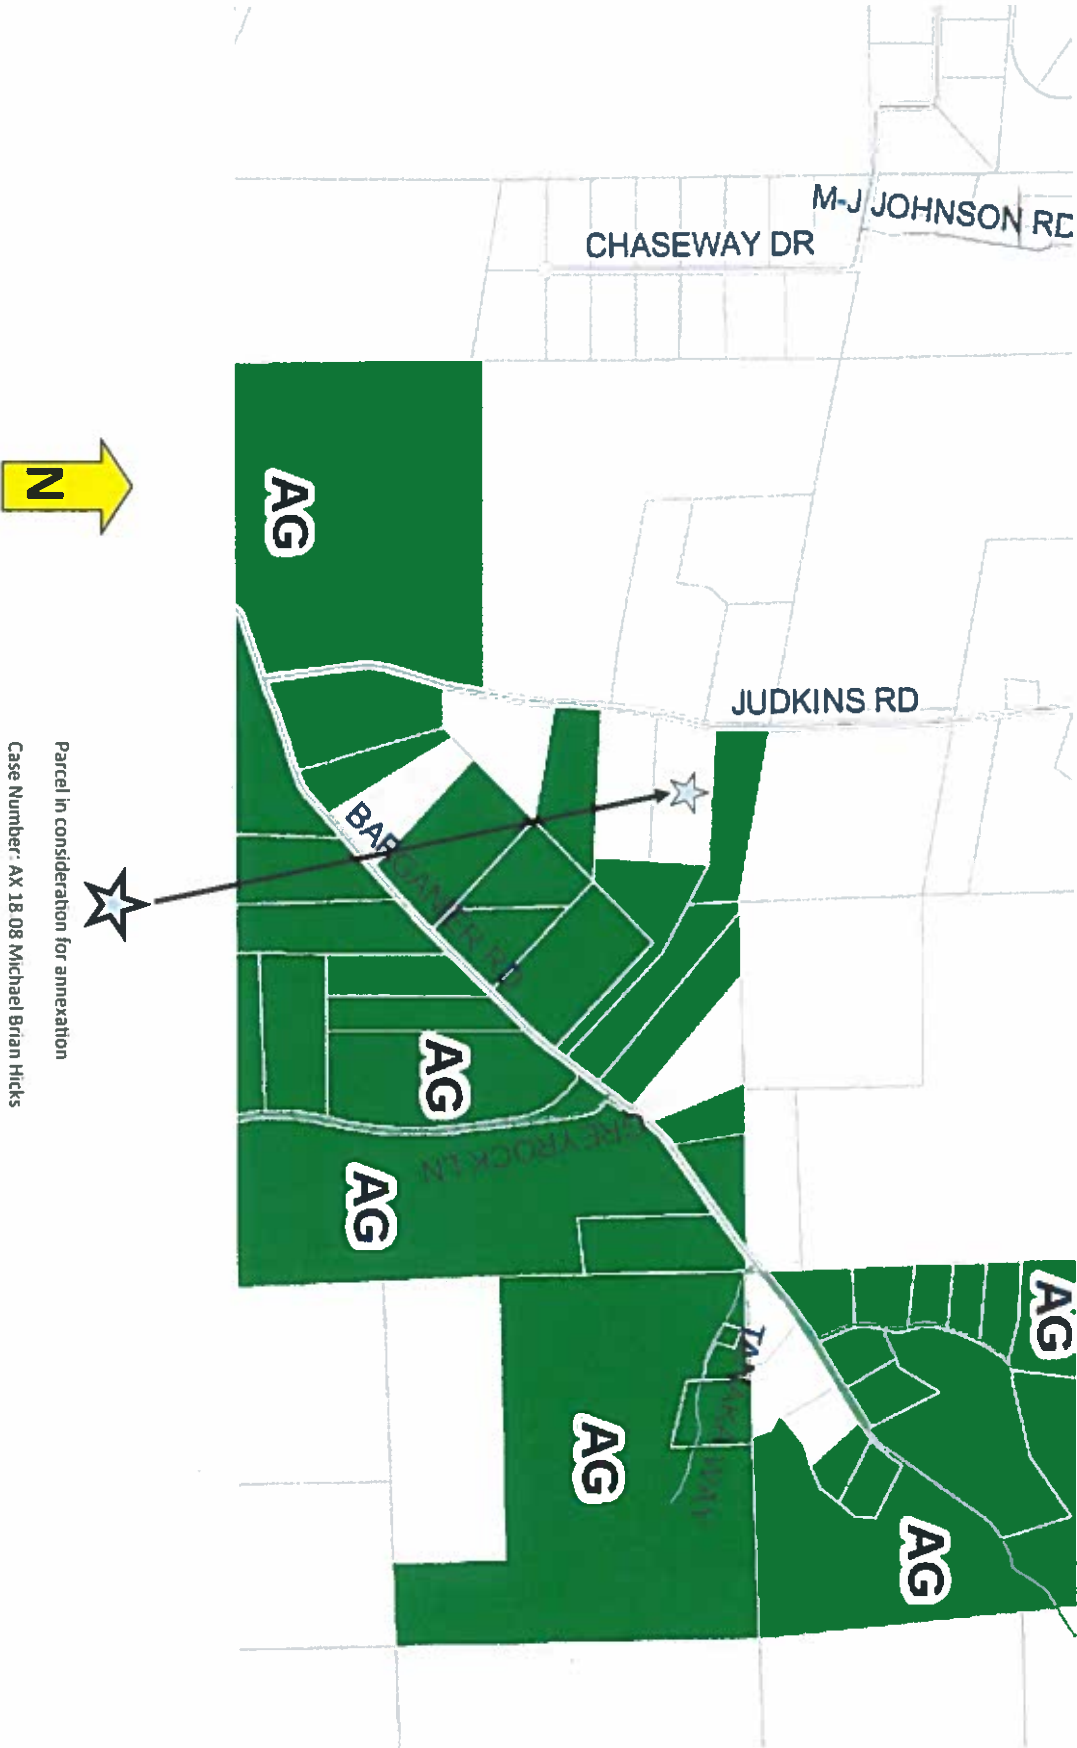 M-J JOHNSON RD
CHASEWAY DR
AG
N
JUDKINS RD
BARGANIER RD
AG
GREYROCK LN
AG
AG
AG
AG
Parcel in consideration for annexation
Case Number: AX 18-08 Michael Brian Hicks